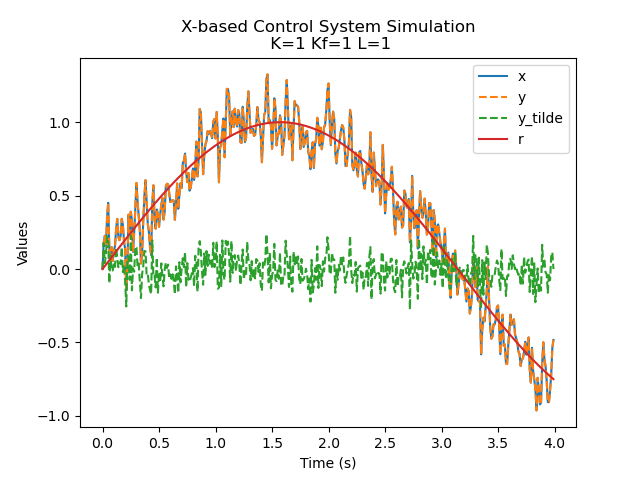 X-based Control System Simulation
K=1 Kf=1 L=1
x
y
y_tilde
r
Values
1.0
0.5
0.0
−0.5
−1.0
0.0 0.5 1.0 1.5 2.0 2.5 3.0 3.5 4.0
Time (s)